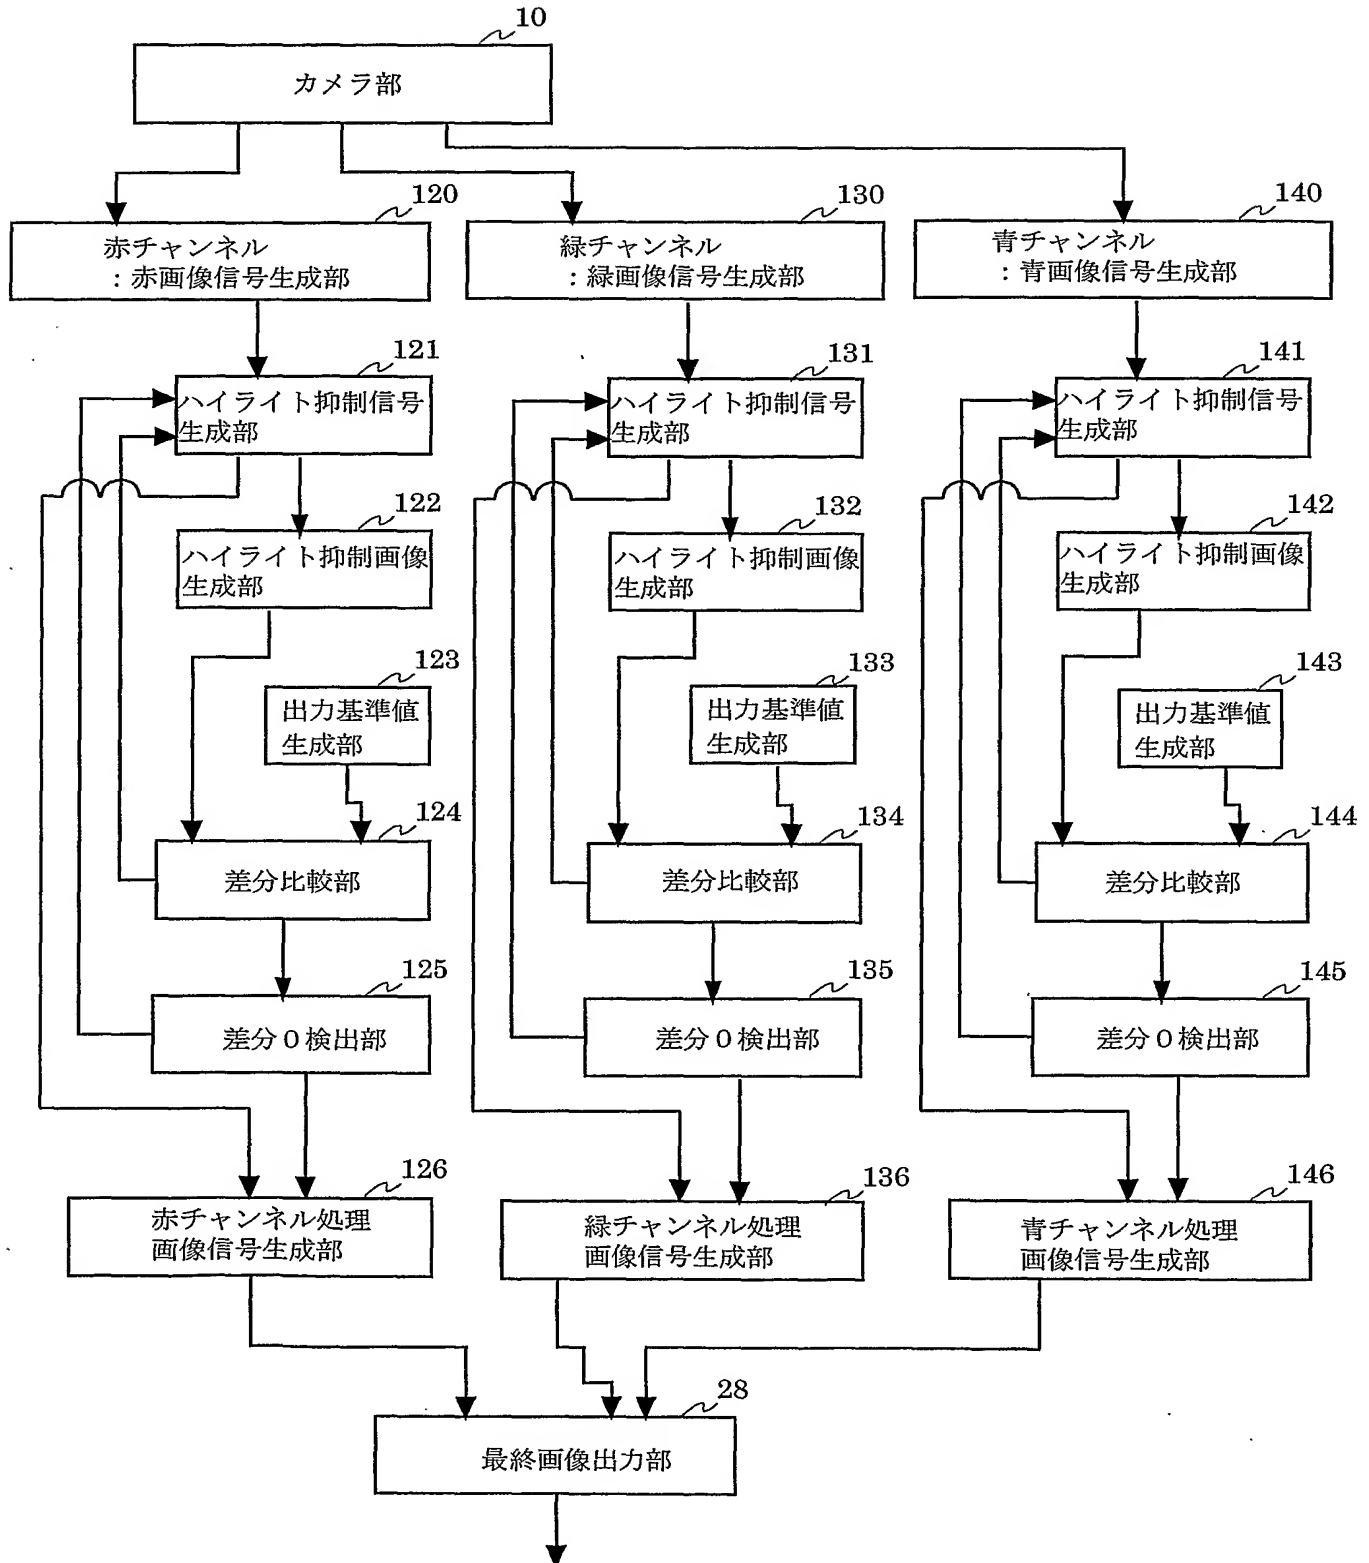 10
カメラ部
120
赤チャンネル
:赤画像信号生成部
130
緑チャンネル
:緑画像信号生成部
140
青チャンネル
:青画像信号生成部
121
ハイライト抑制信号
生成部
131
ハイライト抑制信号
生成部
141
ハイライト抑制信号
生成部
122
ハイライト抑制画像
生成部
132
ハイライト抑制画像
生成部
142
ハイライト抑制画像
生成部
123
出力基準値
生成部
133
出力基準値
生成部
143
出力基準値
生成部
124
差分比較部
134
差分比較部
144
差分比較部
125
差分0検出部
135
差分0検出部
145
差分0検出部
126
赤チャンネル処理
画像信号生成部
136
緑チャンネル処理
画像信号生成部
146
青チャンネル処理
画像信号生成部
28
最終画像出力部